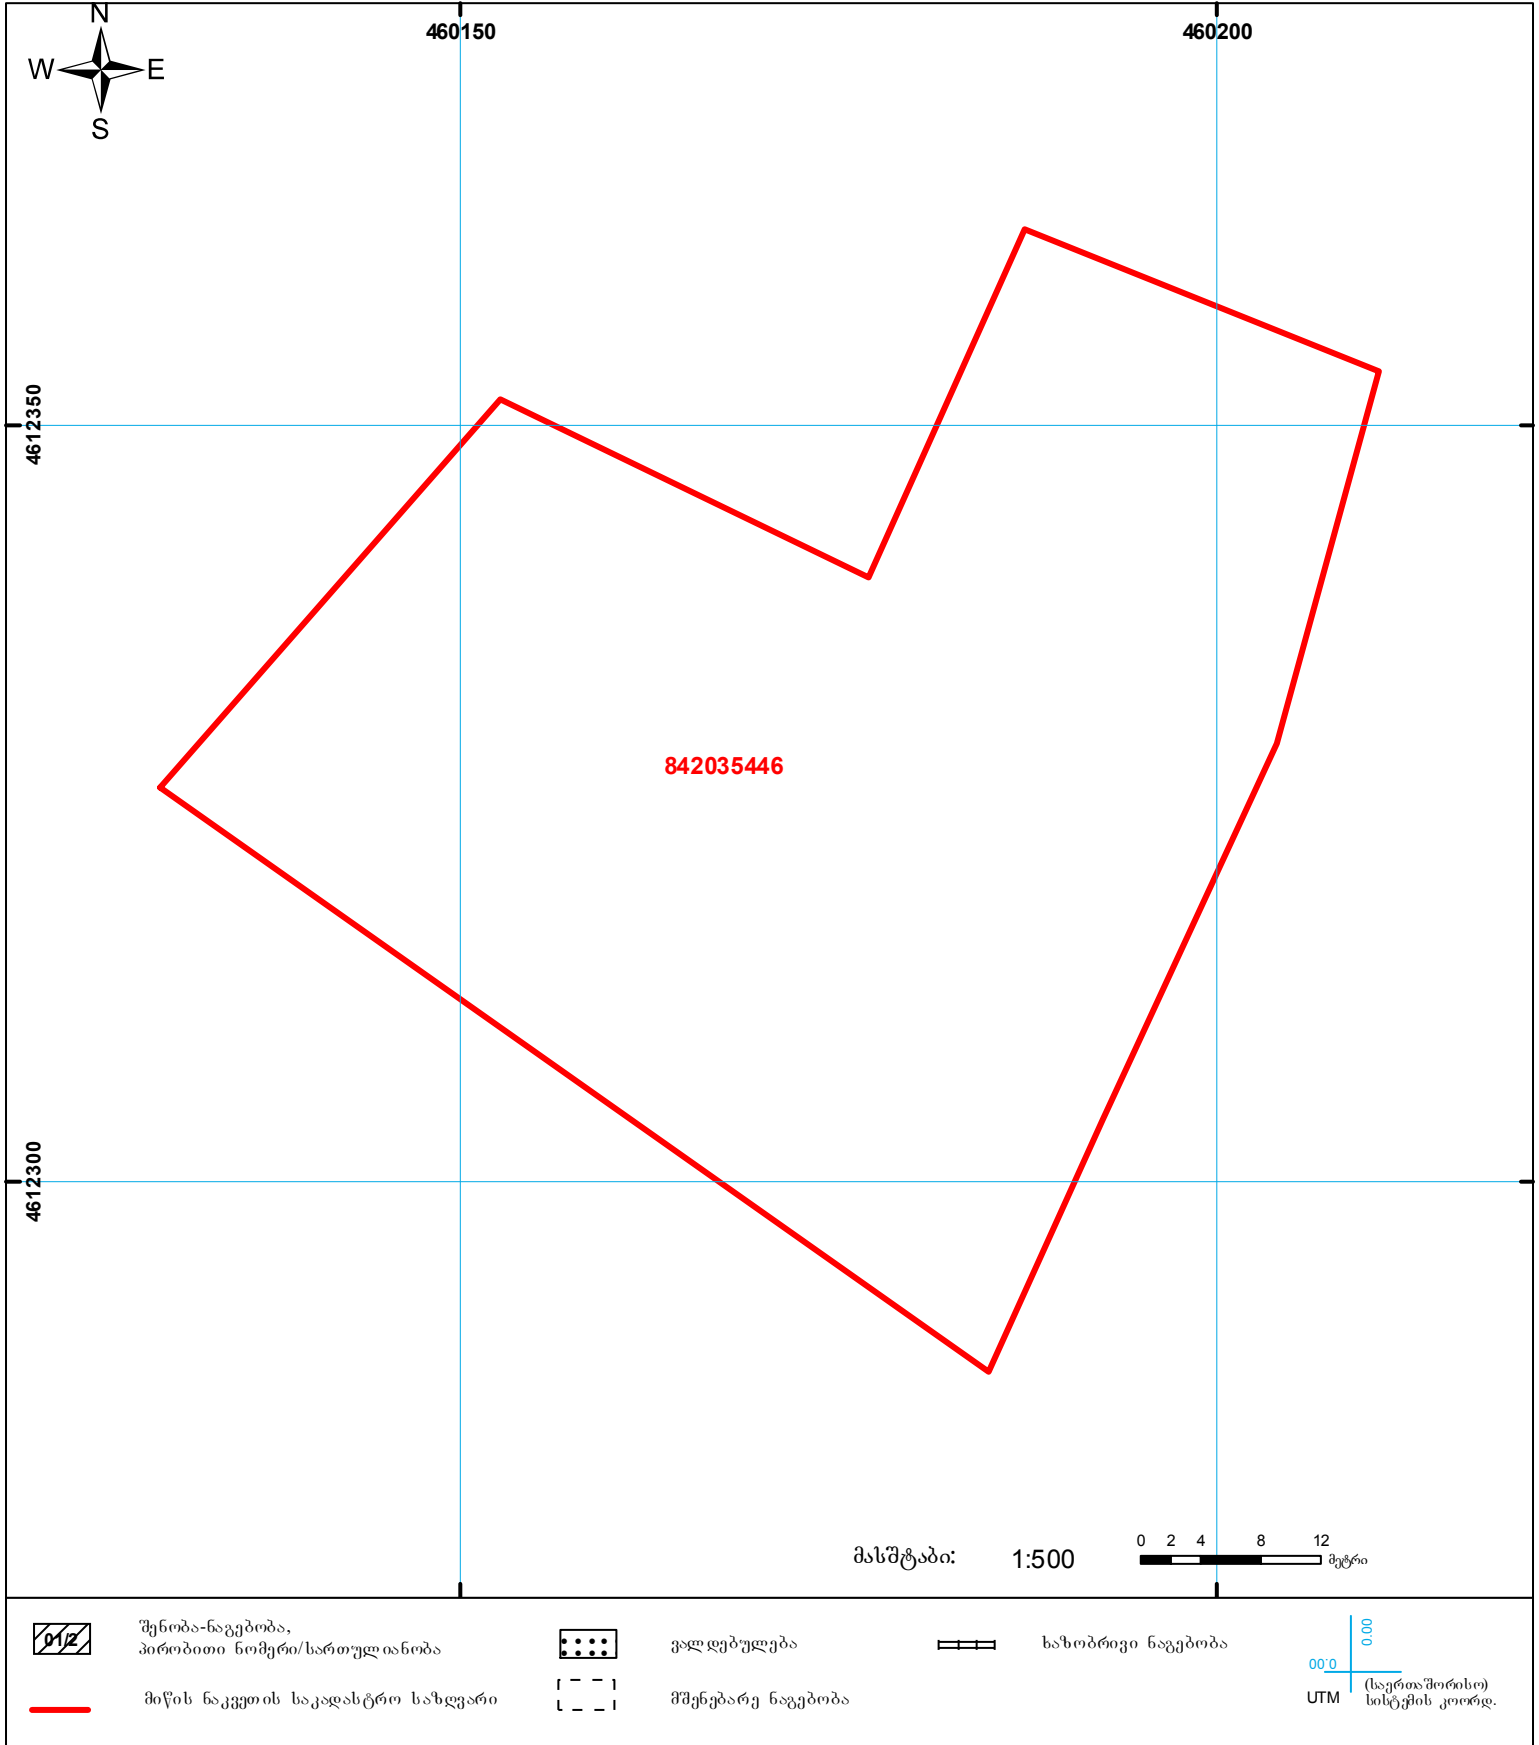 N
W E
S
460150
460200
4612350
842035446
4612300
მასშტაბი: 1:500
0 2 4 8 12
მეტრი
01/2
შენობა-ნაგებობა,
პირობითი ნომერი/სართულიანობა
ვალდებულება
ხაზობრივი ნაგებობა
მიწის ნაკვეთის საკადასტრო საზღვარი
მშენებარე ნაგებობა
0.00
0.00
UTM
(საერთაშორისო)
სისტემის კოორდ.